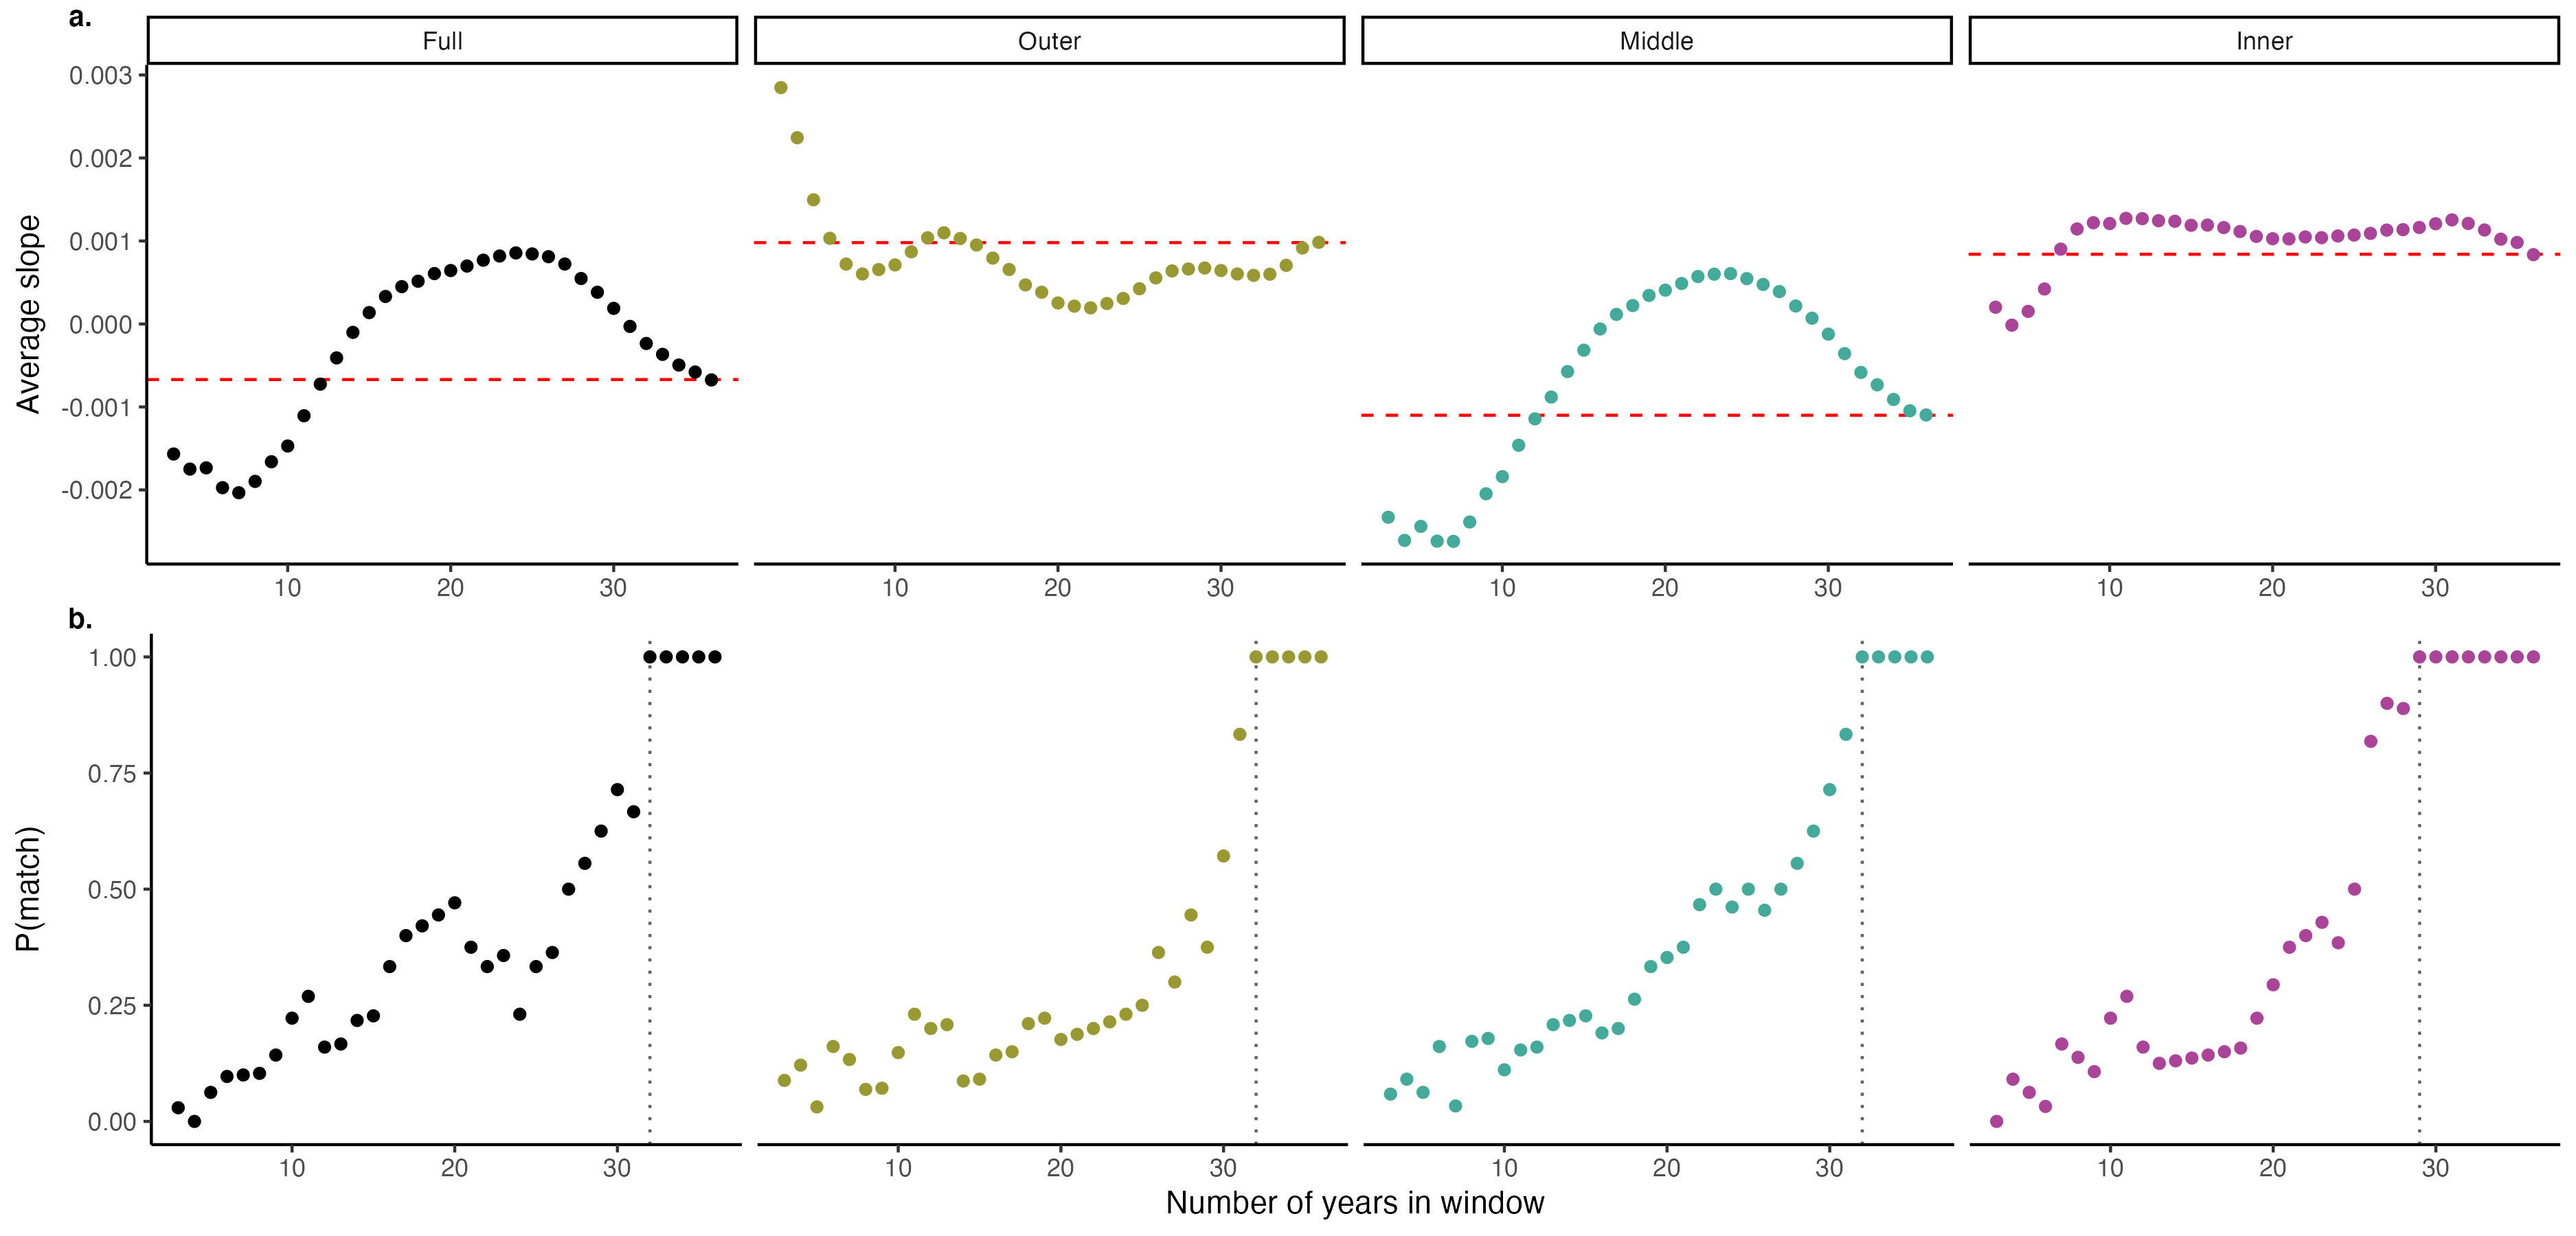 a.
Full Outer Middle Inner
0.003
0.002
0.001
0.000
-0.001
-0.002
Average slope
10 20 30 10 20 30 10 20 30 10 20 30
b.
1.00
0.75
0.50
0.25
0.00
P(match)
10 20 30 10 20 30 10 20 30 10 20 30
Number of years in window